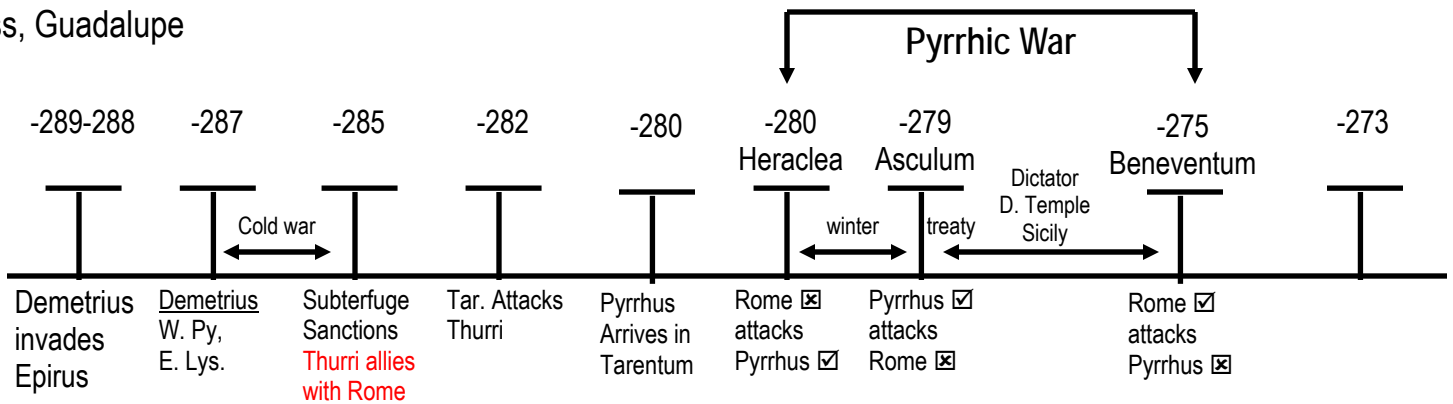 Guadalupe
Pyrrhic War
-289-288
-287
-285
-282
-280
-280
Heraclea
-279
Asculum
-275
Beneventum
-273
Cold war
winter
treaty
Dictator
D. Temple
Sicily
Demetrius
invades
Epirus
Demetrius
W. Py,
E. Lys.
Subterfuge
Sanctions
Thurri allies
with Rome
Tar. Attacks
Thurri
Pyrrhus
Arrives in
Tarentum
Rome ☒
attacks
Pyrrhus ☑
Pyrrhus ☑
attacks
Rome ☒
Rome ☑
attacks
Pyrrhus ☒